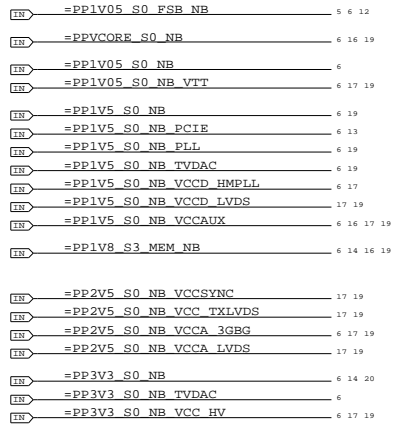 IN =PP1V05_S0_FSB_NB 5 6 12
IN =PPVCORE_S0_NB 6 16 19
IN =PP1V05_S0_NB 6
IN =PP1V05_S0_NB_VTT 6 17 19
IN =PP1V5_S0_NB 6 19
IN =PP1V5_S0_NB_PCIE 6 13
IN =PP1V5_S0_NB_PLL 6 19
IN =PP1V5_S0_NB_TVDAC 6 19
IN =PP1V5_S0_NB_VCCD_HMPLL 6 17
IN =PP1V5_S0_NB_VCCD_LVDS 17 19
IN =PP1V5_S0_NB_VCCAUX 6 16 17 19
IN =PP1V8_S3_MEM_NB 6 14 16 19
IN =PP2V5_S0_NB_VCCSYNC 17 19
IN =PP2V5_S0_NB_VCC_TXLVDS 17 19
IN =PP2V5_S0_NB_VCCA_3GBG 6 17 19
IN =PP2V5_S0_NB_VCCA_LVDS 17 19
IN =PP3V3_S0_NB 6 14 20
IN =PP3V3_S0_NB_TVDAC 6
IN =PP3V3_S0_NB_VCC_HV 6 17 19